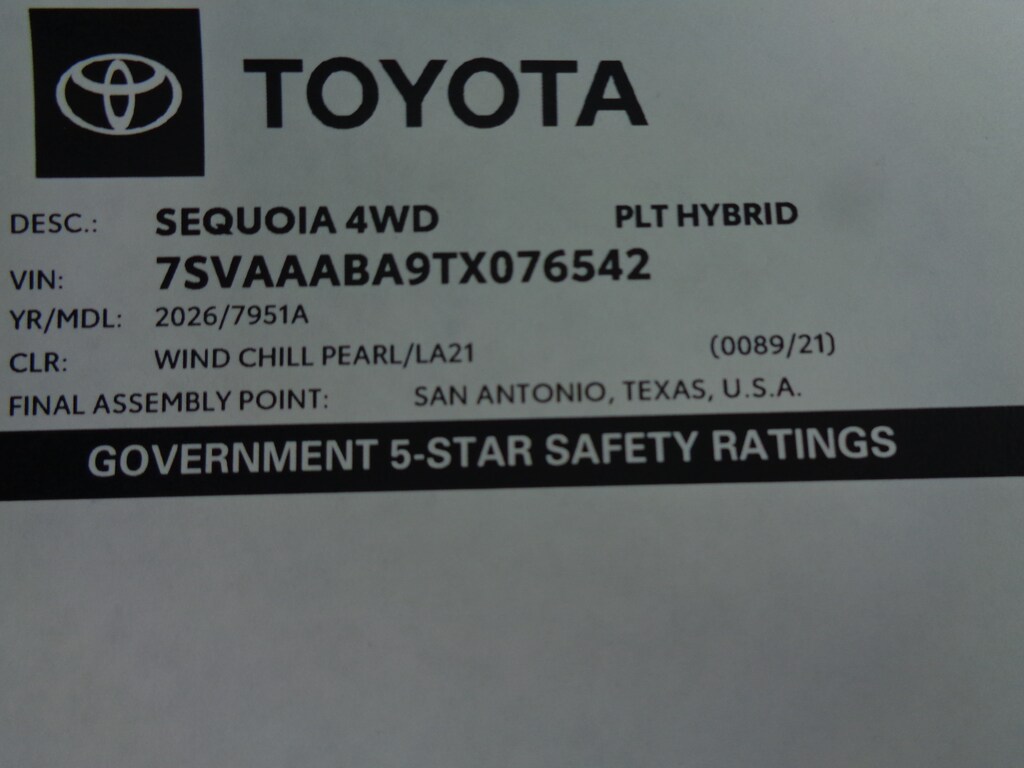 TOYOTA
DESC.: SEQUOIA 4WD PLT HYBRID
VIN: 7SVAAABA9TX076542
YR/MDL: 2026/7951A
CLR: WIND CHILL PEARL/LA21 (0089/21)
FINAL ASSEMBLY POINT: SAN ANTONIO, TEXAS, U.S.A.
GOVERNMENT 5-STAR SAFETY RATINGS